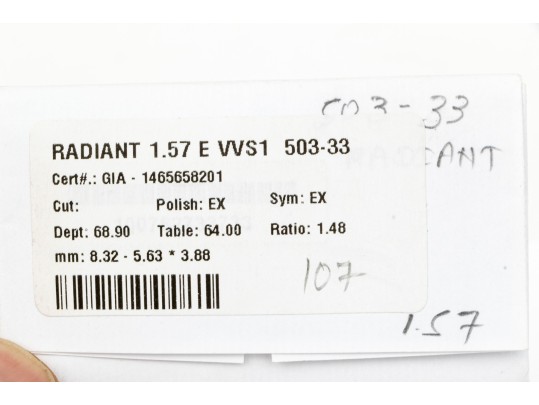 503-33
RADIANT
RADIANT 1.57 E VVS1 503-33
Cert#.: GIA - 1465658201
Cut: Polish: EX Sym: EX
Dept: 68.90 Table: 64.00 Ratio: 1.48
mm: 8.32 - 5.63 * 3.88
107
1.57